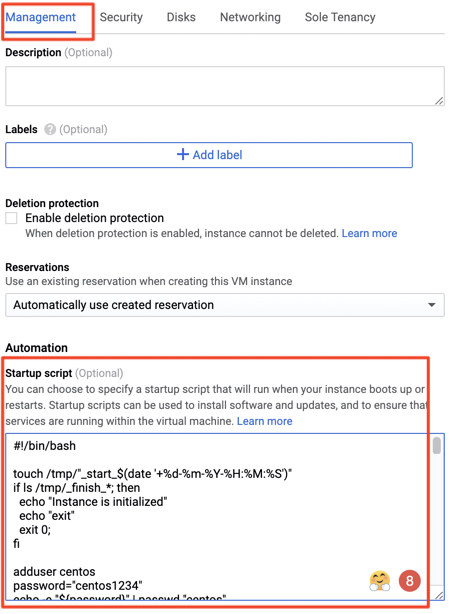 Management Security Disks Networking Sole Tenancy
Description (Optional)
Labels ? (Optional)
+ Add label
Deletion protection
Enable deletion protection
When deletion protection is enabled, instance cannot be deleted. Learn more
Reservations
Use an existing reservation when creating this VM instance
Automatically use created reservation
Automation
Startup script (Optional)
You can choose to specify a startup script that will run when your instance boots up or
restarts. Startup scripts can be used to install software and updates, and to ensure that
services are running within the virtual machine. Learn more
#!/bin/bash
touch /tmp/"_start_$(date '+%d-%m-%Y-%H:%M:%S')"
if ls /tmp/_finish_*; then
echo "Instance is initialized"
echo "exit"
exit 0;
fi
adduser centos
password="centos1234"
echo -e "${password}" | passwd "centos"
8